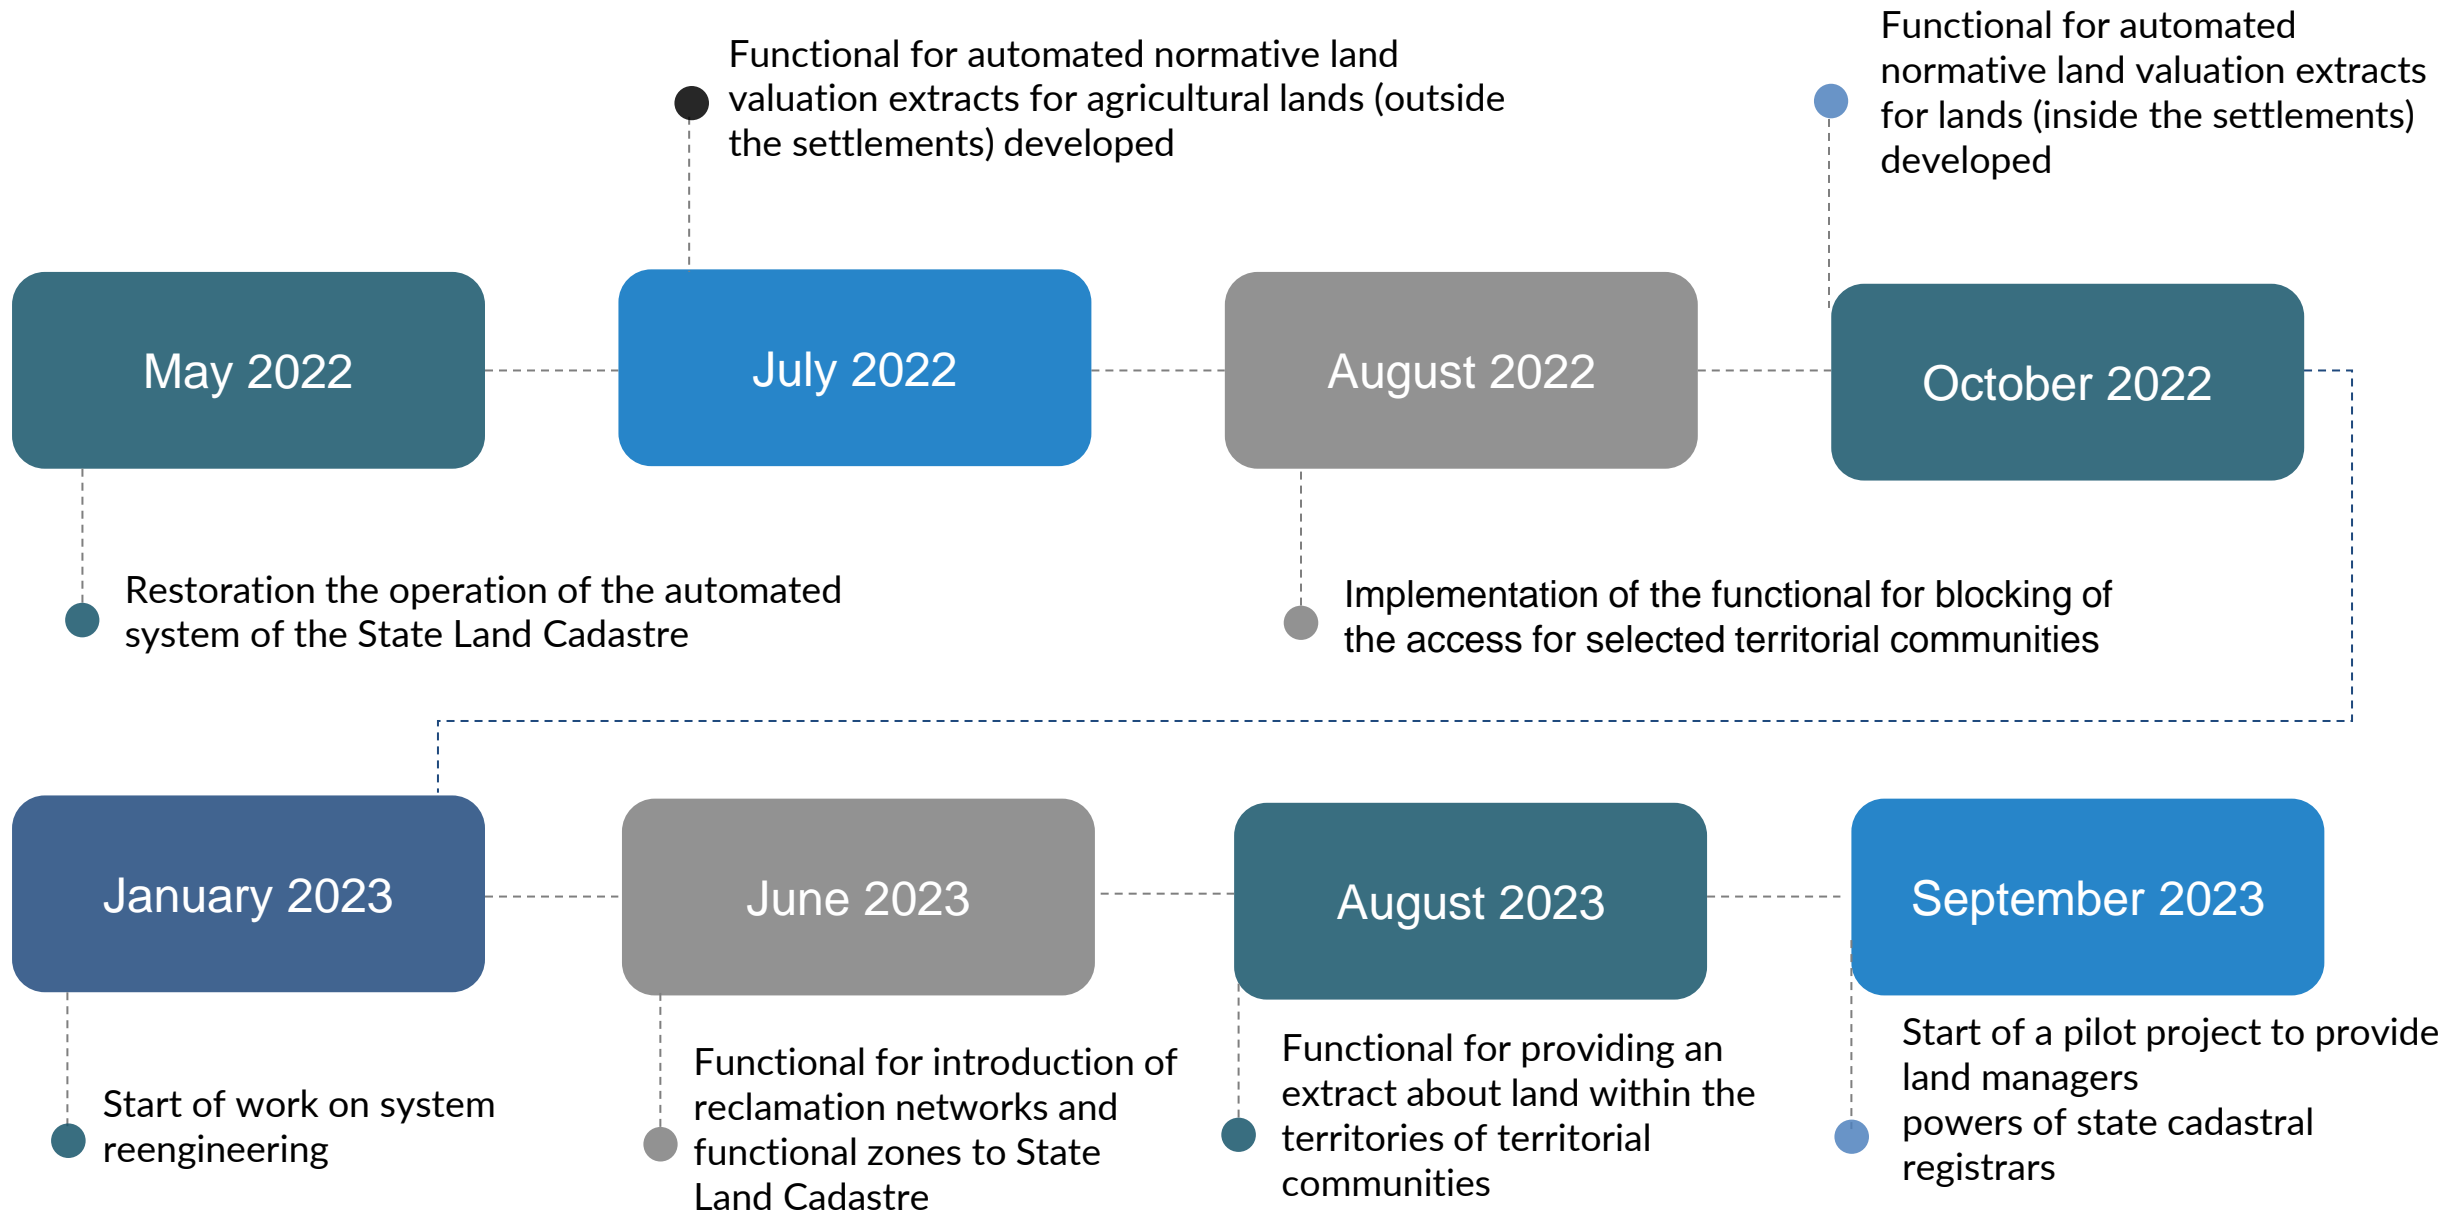 Functional for automated normative land
valuation extracts for agricultural lands (outside
the settlements) developed
Functional for automated
normative land valuation extracts
for lands (inside the settlements)
developed
May 2022
July 2022
August 2022
October 2022
Restoration the operation of the automated
system of the State Land Cadastre
Implementation of the functional for blocking of
the access for selected territorial communities
January 2023
June 2023
August 2023
September 2023
Start of work on system
reengineering
Functional for introduction of
reclamation networks and
functional zones to State
Land Cadastre
Functional for providing an
extract about land within the
territories of territorial
communities
Start of a pilot project to provide
land managers
powers of state cadastral
registrars